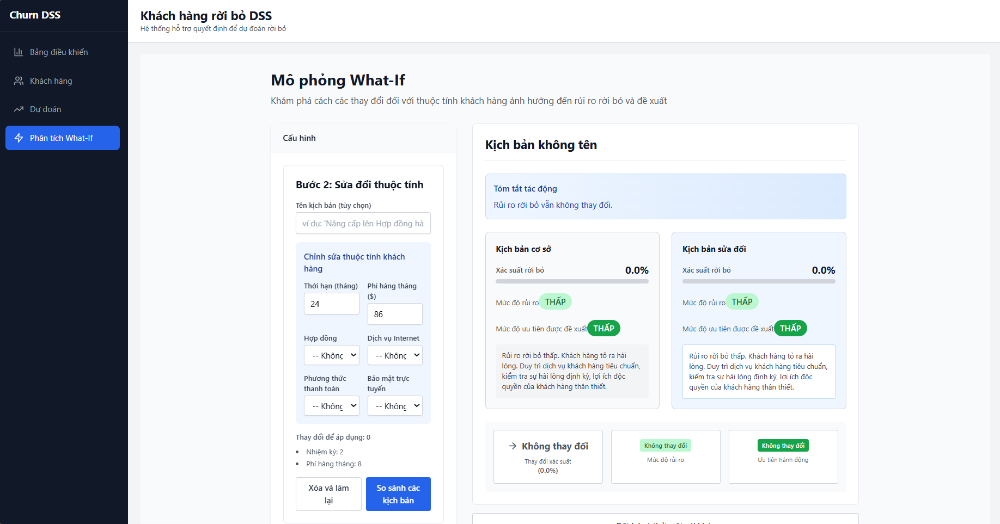 Churn DSS
Bảng điều khiển
Khách hàng
Dự đoán
Phân tích What-If
Khách hàng rời bỏ DSS
Hệ thống hỗ trợ quyết định để dự đoán rời bỏ
Mô phỏng What-If
Khám phá cách các thay đổi đối với thuộc tính khách hàng ảnh hưởng đến rủi ro rời bỏ và đề xuất
Cấu hình
Bước 2: Sửa đổi thuộc tính
Tên kịch bản (tùy chọn)
ví dụ: 'Nâng cấp lên Hợp đồng hà
Chỉnh sửa thuộc tính khách
hàng
Thời hạn (tháng)
24
Phí hàng tháng
($)
86
Hợp đồng
-- Không
Dịch vụ Internet
-- Không
Phương thức
thanh toán
-- Không
Bảo mật trực
tuyến
-- Không
Thay đổi để áp dụng: 0
Nhiệm kỳ: 2
Phí hàng tháng: 8
Xóa và làm
lại
So sánh các
kịch bản
Kịch bản không tên
Tóm tắt tác động
Rủi ro rời bỏ vẫn không thay đổi.
Kịch bản cơ sở
Xác suất rời bỏ 0.0%
Mức độ rủi ro THẤP
Mức độ ưu tiên được đề xuất THẤP
Rủi ro rời bỏ thấp. Khách hàng tỏ ra hài
lòng. Duy trì dịch vụ khách hàng tiêu chuẩn,
kiểm tra sự hài lòng định kỳ, lợi ích độc
quyền của khách hàng thân thiết.
Kịch bản sửa đổi
Xác suất rời bỏ 0.0%
Mức độ rủi ro THẤP
Mức độ ưu tiên được đề xuất THẤP
Rủi ro rời bỏ thấp. Khách hàng tỏ ra hài
lòng. Duy trì dịch vụ khách hàng tiêu chuẩn,
kiểm tra sự hài lòng định kỳ, lợi ích độc
quyền của khách hàng thân thiết.
→ Không thay đổi
Thay đổi xác suất
(0.0%)
Không thay đổi
Mức độ rủi ro
Không thay đổi
Ưu tiên hành động